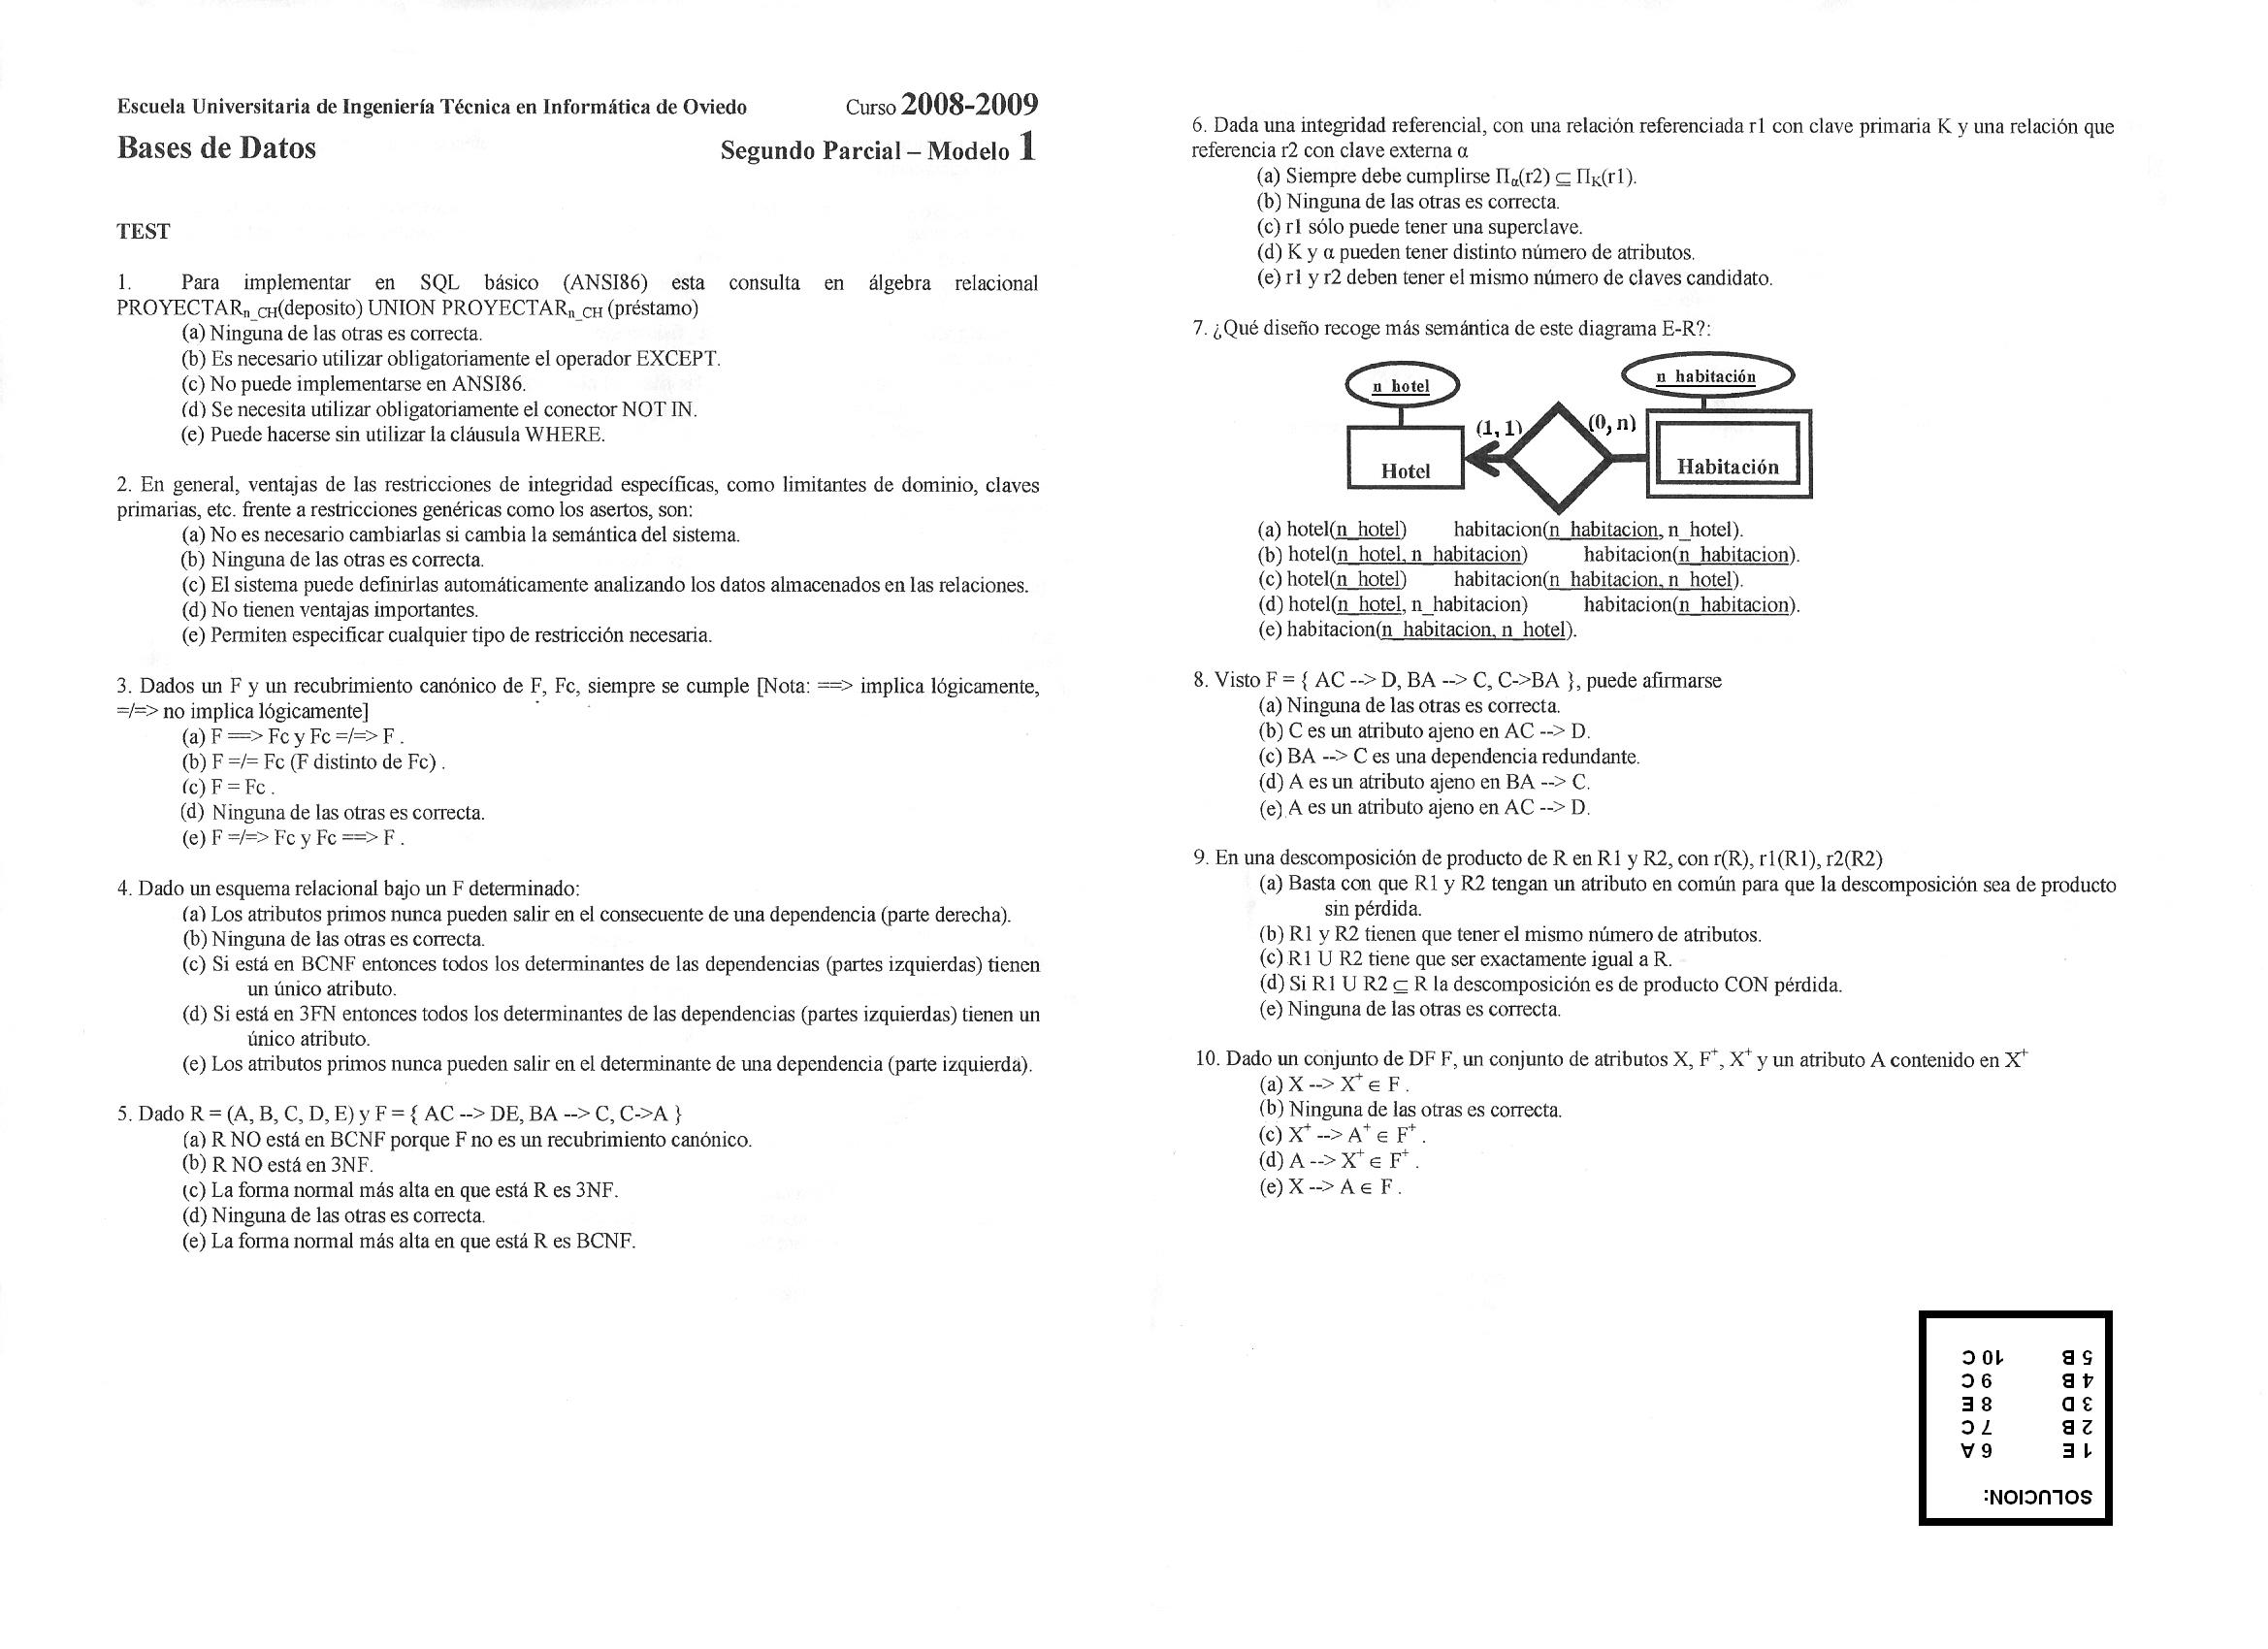 Escuela Universitaria de Ingeniería Técnica en Informática de Oviedo Curso 2008-2009
Bases de Datos Segundo Parcial – Modelo 1
TEST
1. Para implementar en SQL básico (ANSI86) esta consulta en álgebra relacional
PROYECTARn_CH(deposito) UNION PROYECTARn_CH (préstamo)
(a) Ninguna de las otras es correcta.
(b) Es necesario utilizar obligatoriamente el operador EXCEPT.
(c) No puede implementarse en ANSI86.
(d) Se necesita utilizar obligatoriamente el conector NOT IN.
(e) Puede hacerse sin utilizar la cláusula WHERE.
2. En general, ventajas de las restricciones de integridad específicas, como limitantes de dominio, claves
primarias, etc. frente a restricciones genéricas como los asertos, son:
(a) No es necesario cambiarlas si cambia la semántica del sistema.
(b) Ninguna de las otras es correcta.
(c) El sistema puede definirlas automáticamente analizando los datos almacenados en las relaciones.
(d) No tienen ventajas importantes.
(e) Permiten especificar cualquier tipo de restricción necesaria.
3. Dados un F y un recubrimiento canónico de F, Fc, siempre se cumple [Nota: ==> implica lógicamente,
=/=> no implica lógicamente]
(a) F ==> Fc y Fc =/=> F .
(b) F =/= Fc (F distinto de Fc) .
(c) F = Fc .
(d) Ninguna de las otras es correcta.
(e) F =/=> Fc y Fc ==> F .
4. Dado un esquema relacional bajo un F determinado:
(a) Los atributos primos nunca pueden salir en el consecuente de una dependencia (parte derecha).
(b) Ninguna de las otras es correcta.
(c) Si está en BCNF entonces todos los determinantes de las dependencias (partes izquierdas) tienen
un único atributo.
(d) Si está en 3FN entonces todos los determinantes de las dependencias (partes izquierdas) tienen un
único atributo.
(e) Los atributos primos nunca pueden salir en el determinante de una dependencia (parte izquierda).
5. Dado R = (A, B, C, D, E) y F = { AC --> DE, BA --> C, C->A }
(a) R NO está en BCNF porque F no es un recubrimiento canónico.
(b) R NO está en 3NF.
(c) La forma normal más alta en que está R es 3NF.
(d) Ninguna de las otras es correcta.
(e) La forma normal más alta en que está R es BCNF.
6. Dada una integridad referencial, con una relación referenciada r1 con clave primaria K y una relación que
referencia r2 con clave externa α
(a) Siempre debe cumplirse Πα(r2) ⊆ ΠK(r1).
(b) Ninguna de las otras es correcta.
(c) r1 sólo puede tener una superclave.
(d) K y α pueden tener distinto número de atributos.
(e) r1 y r2 deben tener el mismo número de claves candidato.
7. ¿Qué diseño recoge más semántica de este diagrama E-R?:
n_hotel n_habitación
(1,1) (0,n)
Hotel Habitación
(a) hotel(n_hotel) habitacion(n_habitacion, n_hotel).
(b) hotel(n_hotel, n_habitacion) habitacion(n_habitacion).
(c) hotel(n_hotel) habitacion(n_habitacion, n_hotel).
(d) hotel(n_hotel, n_habitacion) habitacion(n_habitacion).
(e) habitacion(n_habitacion, n_hotel).
8. Visto F = { AC --> D, BA --> C, C->BA }, puede afirmarse
(a) Ninguna de las otras es correcta.
(b) C es un atributo ajeno en AC --> D.
(c) BA --> C es una dependencia redundante.
(d) A es un atributo ajeno en BA --> C.
(e) A es un atributo ajeno en AC --> D.
9. En una descomposición de producto de R en R1 y R2, con r(R), r1(R1), r2(R2)
(a) Basta con que R1 y R2 tengan un atributo en común para que la descomposición sea de producto
sin pérdida.
(b) R1 y R2 tienen que tener el mismo número de atributos.
(c) R1 U R2 tiene que ser exactamente igual a R.
(d) Si R1 U R2 ⊆ R la descomposición es de producto CON pérdida.
(e) Ninguna de las otras es correcta.
10. Dado un conjunto de DF F, un conjunto de atributos X, F⁺, X⁺ y un atributo A contenido en X⁺
(a) X --> X⁺ ∈ F .
(b) Ninguna de las otras es correcta.
(c) X⁺ --> A⁺ ∈ F⁺ .
(d) A --> X⁺ ∈ F⁺ .
(e) X --> A ∈ F .
SOLUCION:
1 E 6 A
2 B 7 C
3 D 8 E
4 B 9 C
5 B 10 C